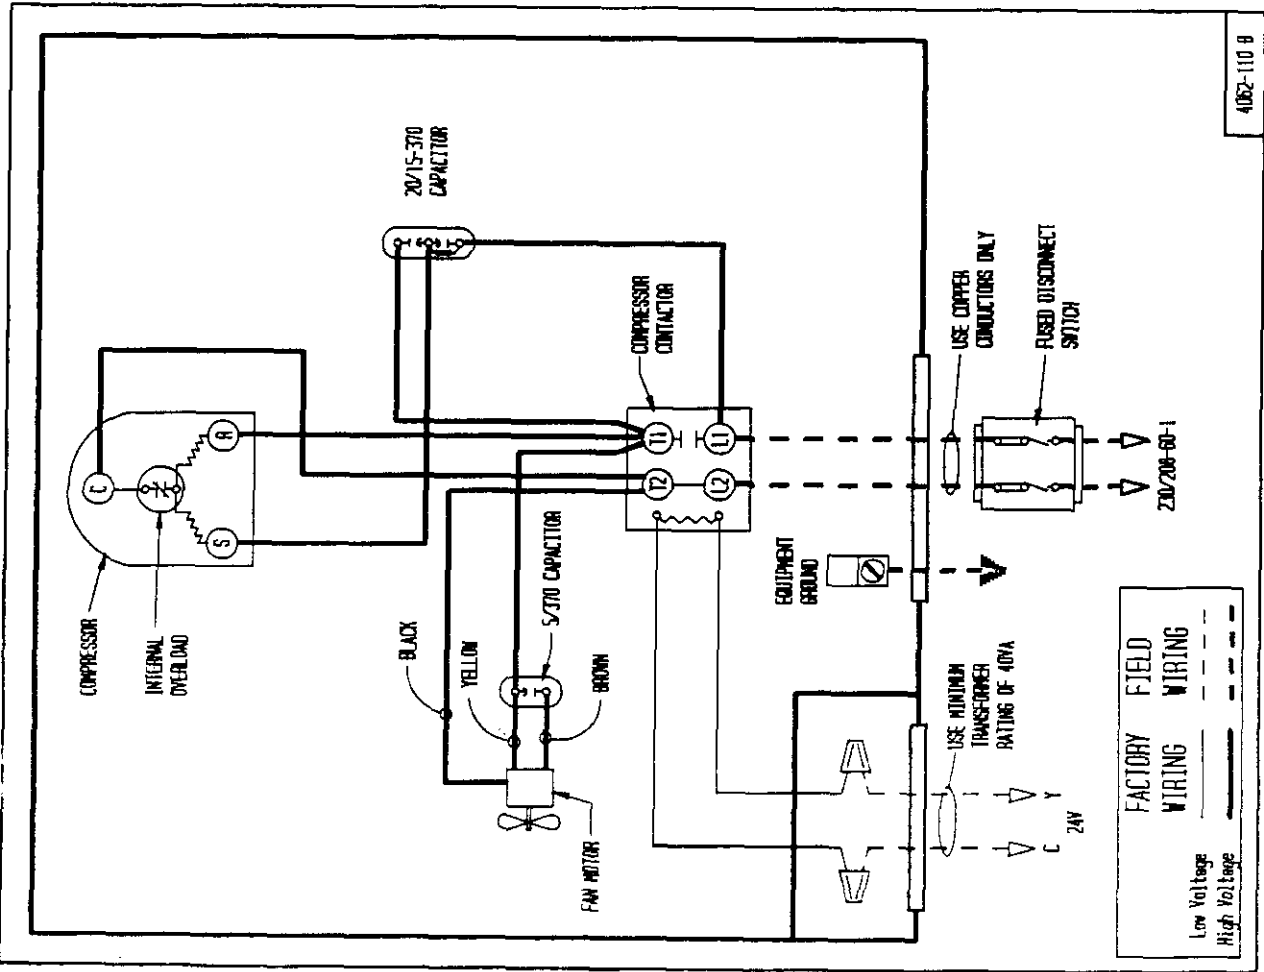 COMPRESSOR
INTERNAL
OVERLOAD
C
S
R
20/15-370
CAPACITOR
BLACK
YELLOW
5/370 CAPACITOR
BROWN
FAN MOTOR
COMPRESSOR
CONTACTOR
T2
T1
L2
L1
EQUIPMENT
GROUND
USE COPPER
CONDUCTORS ONLY
FUSED DISCONNECT
SWITCH
230/208-60-1
USE MINIMUM
TRANSFORMER
RATING OF 40VA
C
Y
24V
FACTORY
WIRING
FIELD
WIRING
Low Voltage
High Voltage
4062-110 B